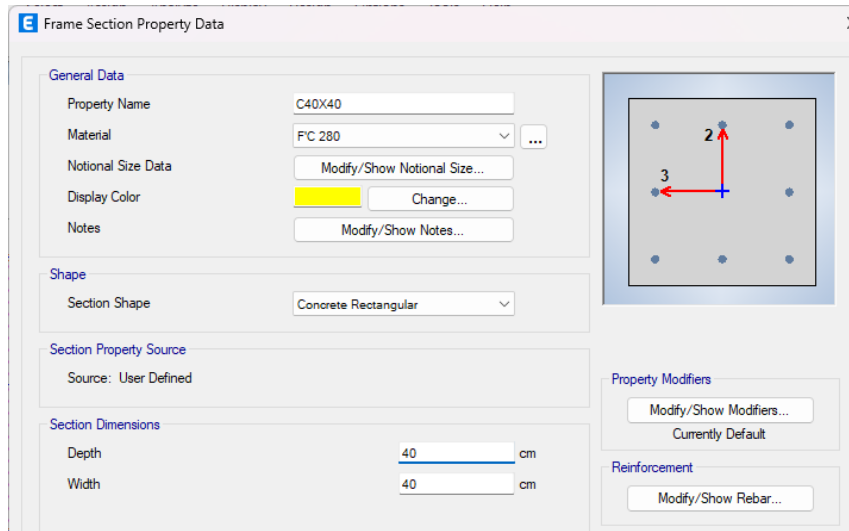 Frame Section Property Data
General Data
Property Name C40X40
Material F'C 280 ...
Notional Size Data Modify/Show Notional Size...
Display Color Change...
Notes Modify/Show Notes...
2
3
Shape
Section Shape Concrete Rectangular
Section Property Source
Source: User Defined
Property Modifiers
Modify/Show Modifiers...
Currently Default
Section Dimensions
Depth 40 cm
Width 40 cm
Reinforcement
Modify/Show Rebar...